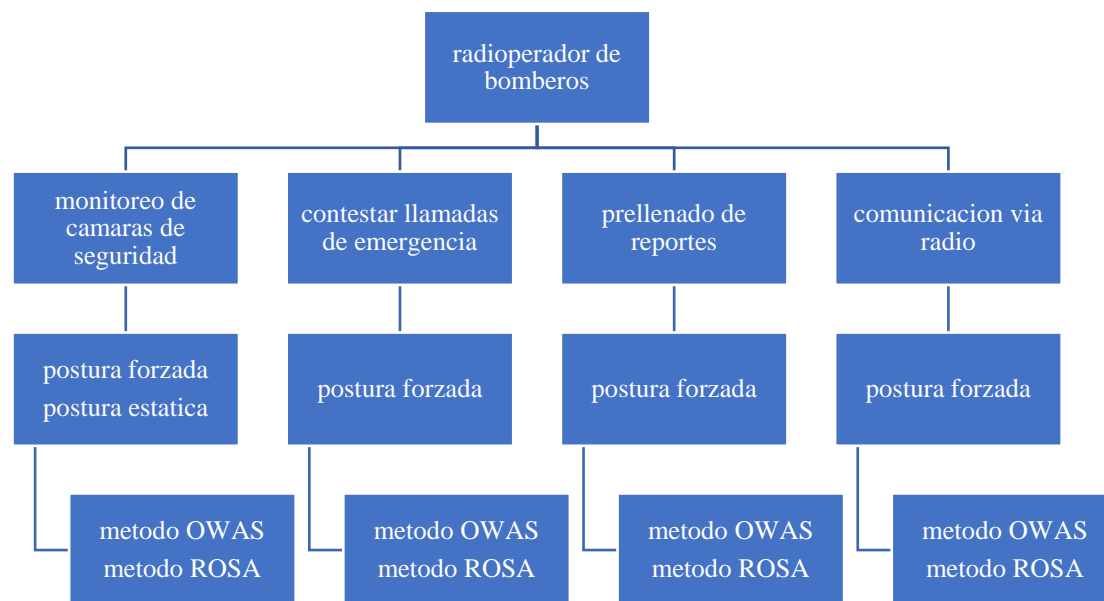 radioperador de
bomberos
monitoreo de
camaras de
seguridad
contestar llamadas
de emergencia
prellenado de
reportes
comunicacion via
radio
postura forzada
postura estatica
postura forzada
postura forzada
postura forzada
metodo OWAS
metodo ROSA
metodo OWAS
metodo ROSA
metodo OWAS
metodo ROSA
metodo OWAS
metodo ROSA